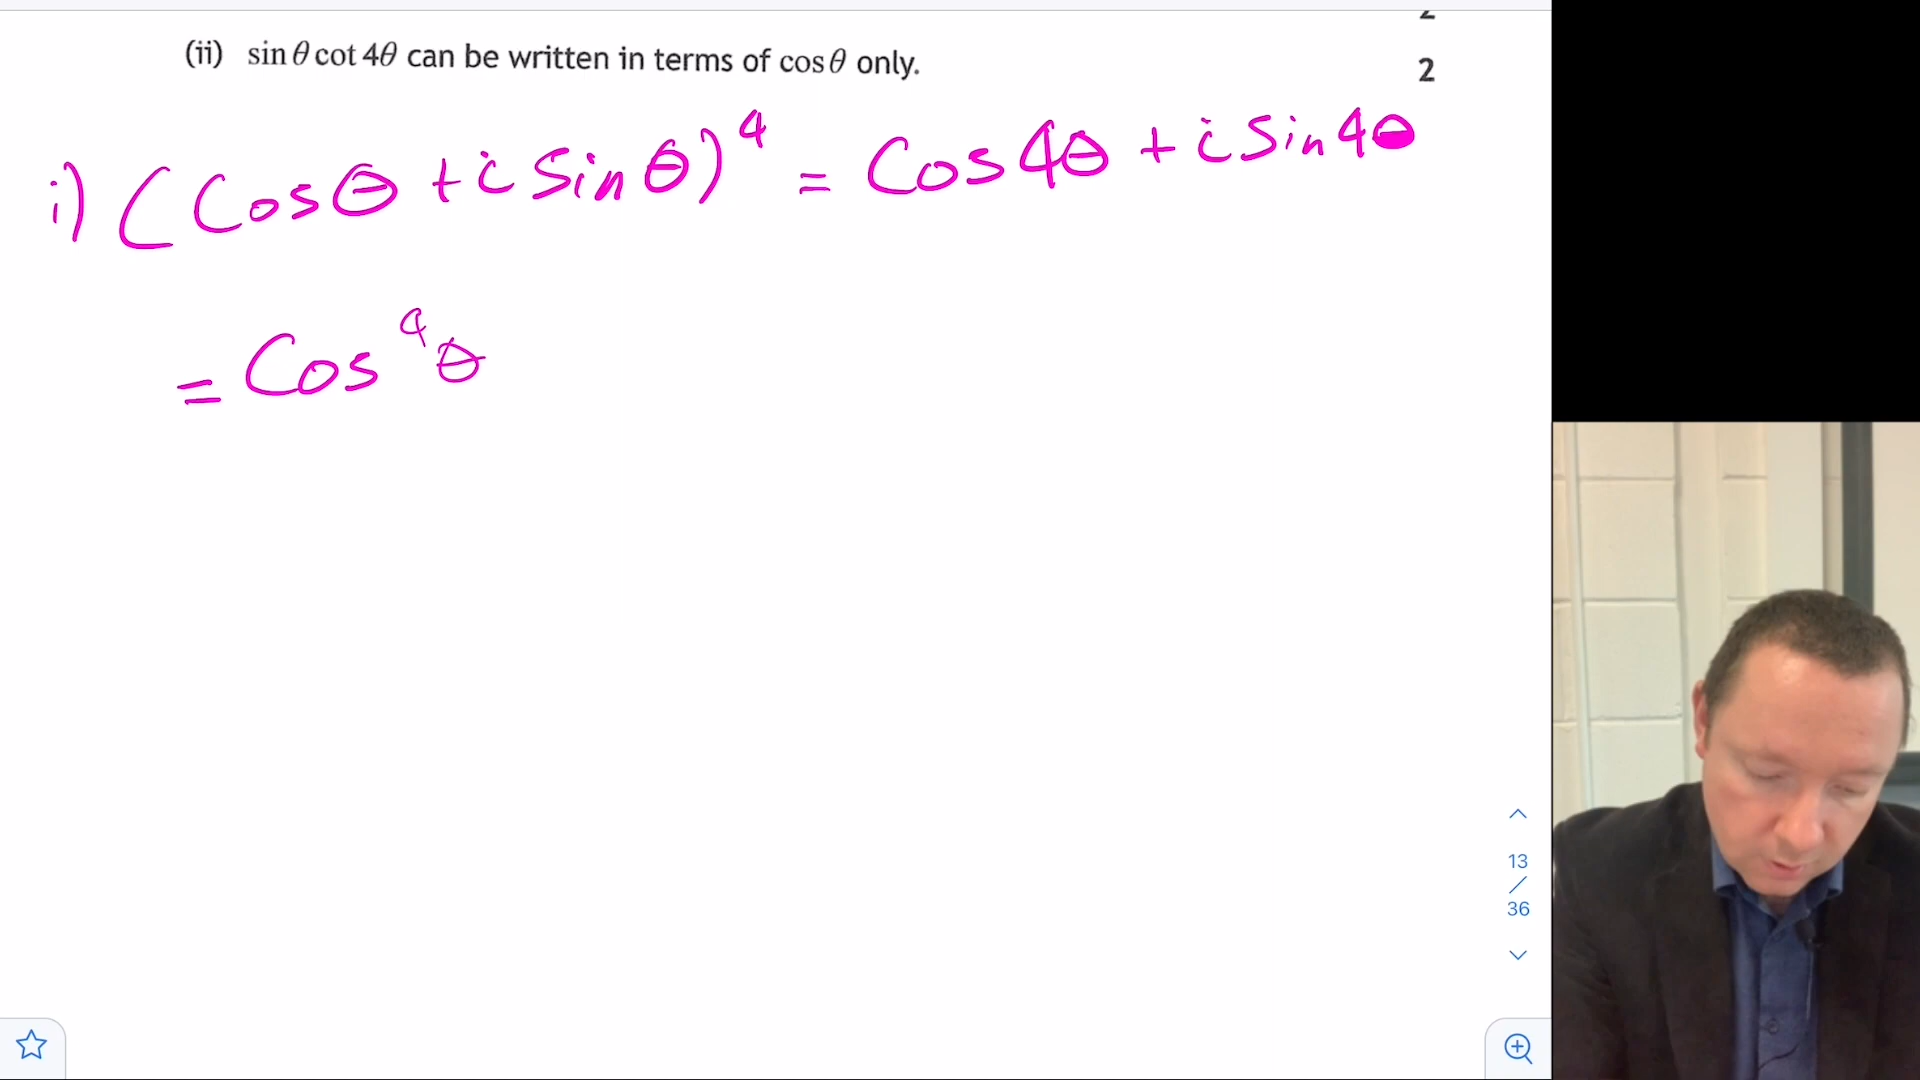 (ii) sin θ cot 4θ can be written in terms of cos θ only.
2
i) (Cosθ + i Sinθ)⁴ = Cos4θ + i Sin4θ
= Cos⁴θ
13
/
36